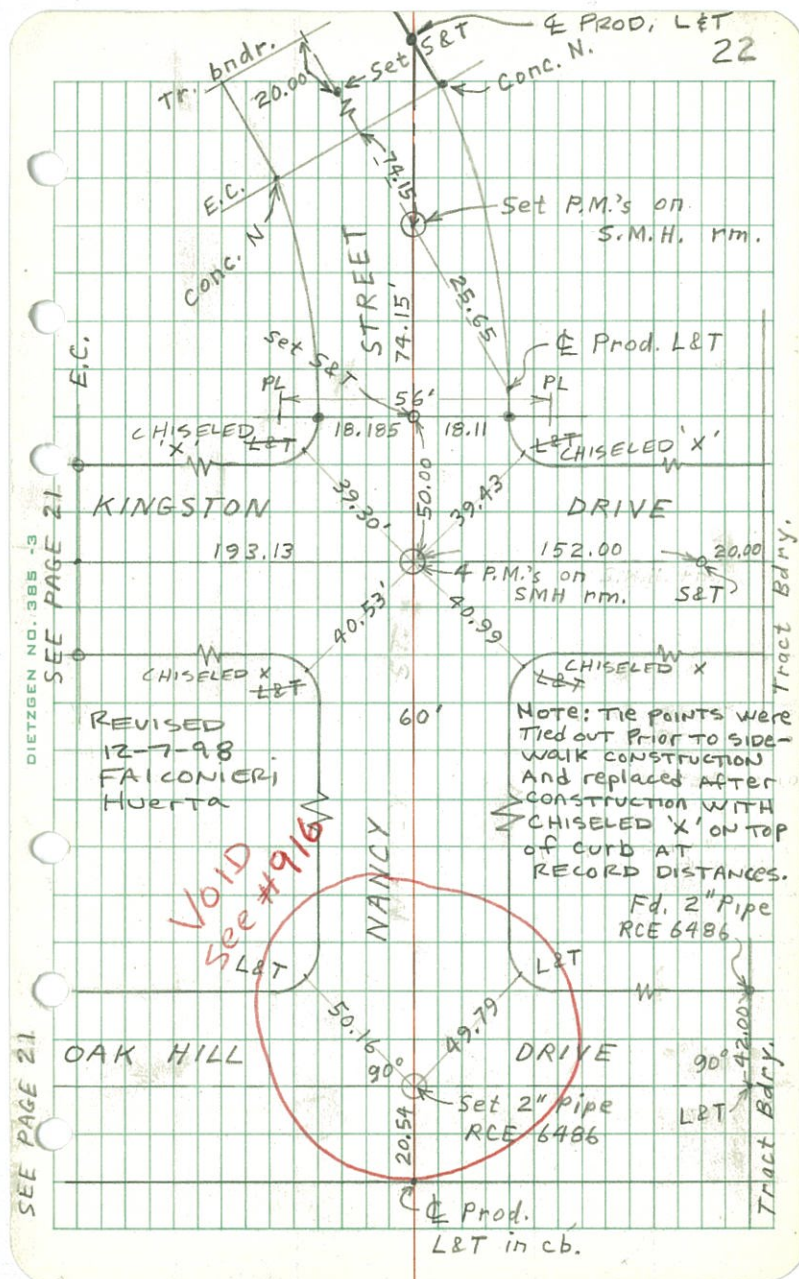 ℄ PROD, L&T
22
Set S&T
Conc. N.
Tr. bndr.
20.00
74.15
E.C.
Conc. N
Set P.M.'s on
S.M.H. rm.
STREET
74.15'
25.65
Set S&T
℄ Prod. L&T
E.C.
PL
56'
PL
18.185
18.11
CHISELED
'X'
L&T
L&T
CHISELED 'X'
39.30'
50.00
39.43
KINGSTON
DRIVE
193.13
152.00
20.00
4 P.M.'s on
SMH rm.
S&T
SEE PAGE 21
DIETZGEN NO. 385-3
40.53'
40.99
Tract Bdry.
CHISELED X
L&T
CHISELED X
L&T
60'
REVISED
12-7-98
FALCONIERI
Huerta
NOTE: TIE POINTS WERE
Tied out Prior To SIDE-
WALK CONSTRUCTION
And replaced After
CONSTRUCTION WITH
CHISELED 'X' ON TOP
of curb AT
RECORD DISTANCES.
VOID
See #916
NANCY
Fd. 2" Pipe
RCE 6486
L&T
L&T
50.16
49.79
42.00
OAK HILL
DRIVE
90°
90°
Set 2" Pipe
RCE 6486
L&T
20.54
SEE PAGE 21
Tract Bdry.
℄ Prod.
L&T in cb.